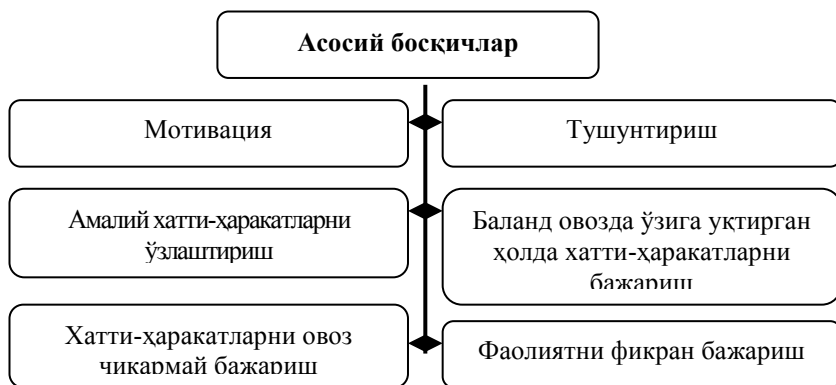 Асосий босқичлар
Мотивация
Тушунтириш
Амалий хатти-ҳаракатларни
ўзлаштириш
Баланд овозда ўзига уқтирган
ҳолда хатти-ҳаракатларни
бажариш
Хатти-ҳаракатларни овоз
чиқармай бажариш
Фаолиятни фикран бажариш